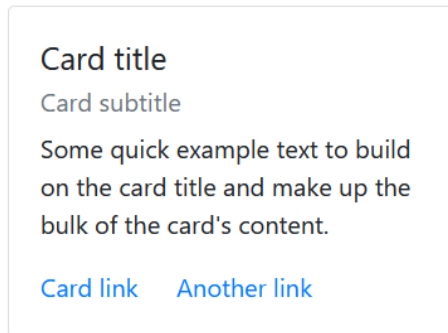 Card title
Card subtitle
Some quick example text to build
on the card title and make up the
bulk of the card's content.
Card link Another link